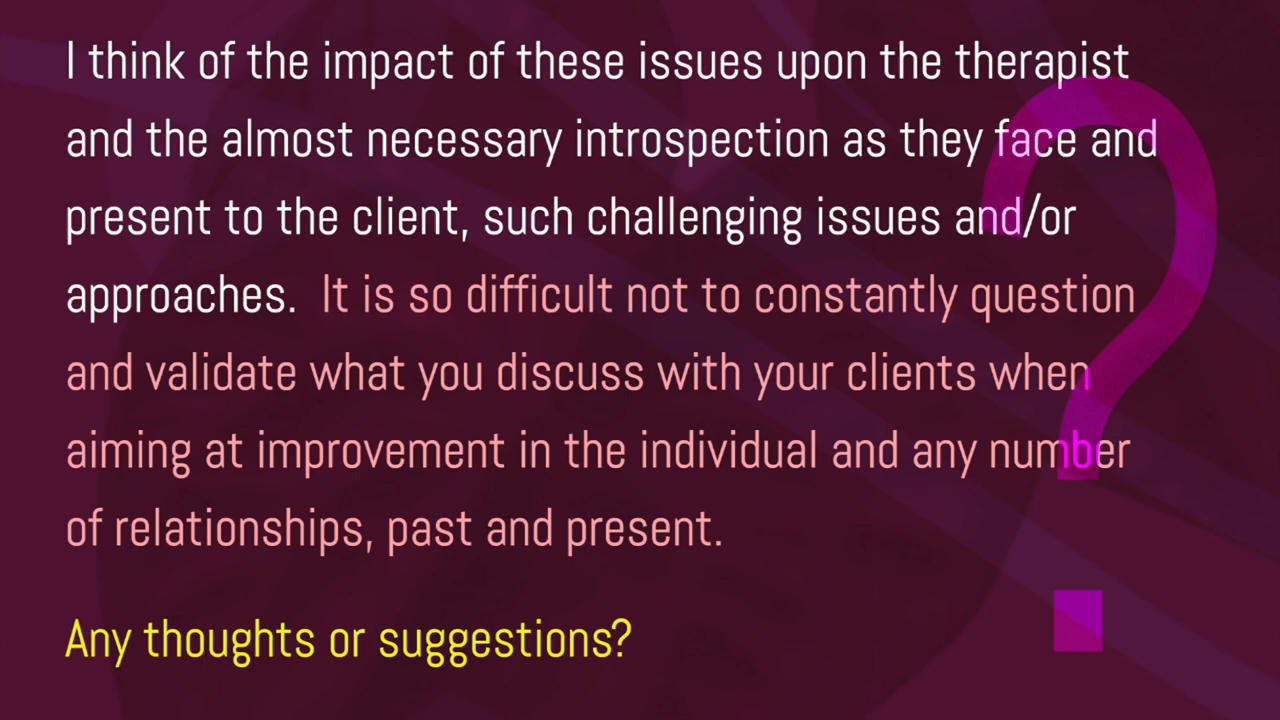 I think of the impact of these issues upon the therapist
and the almost necessary introspection as they face and
present to the client, such challenging issues and/or
approaches.  It is so difficult not to constantly question
and validate what you discuss with your clients when
aiming at improvement in the individual and any number
of relationships, past and present.
Any thoughts or suggestions?
?